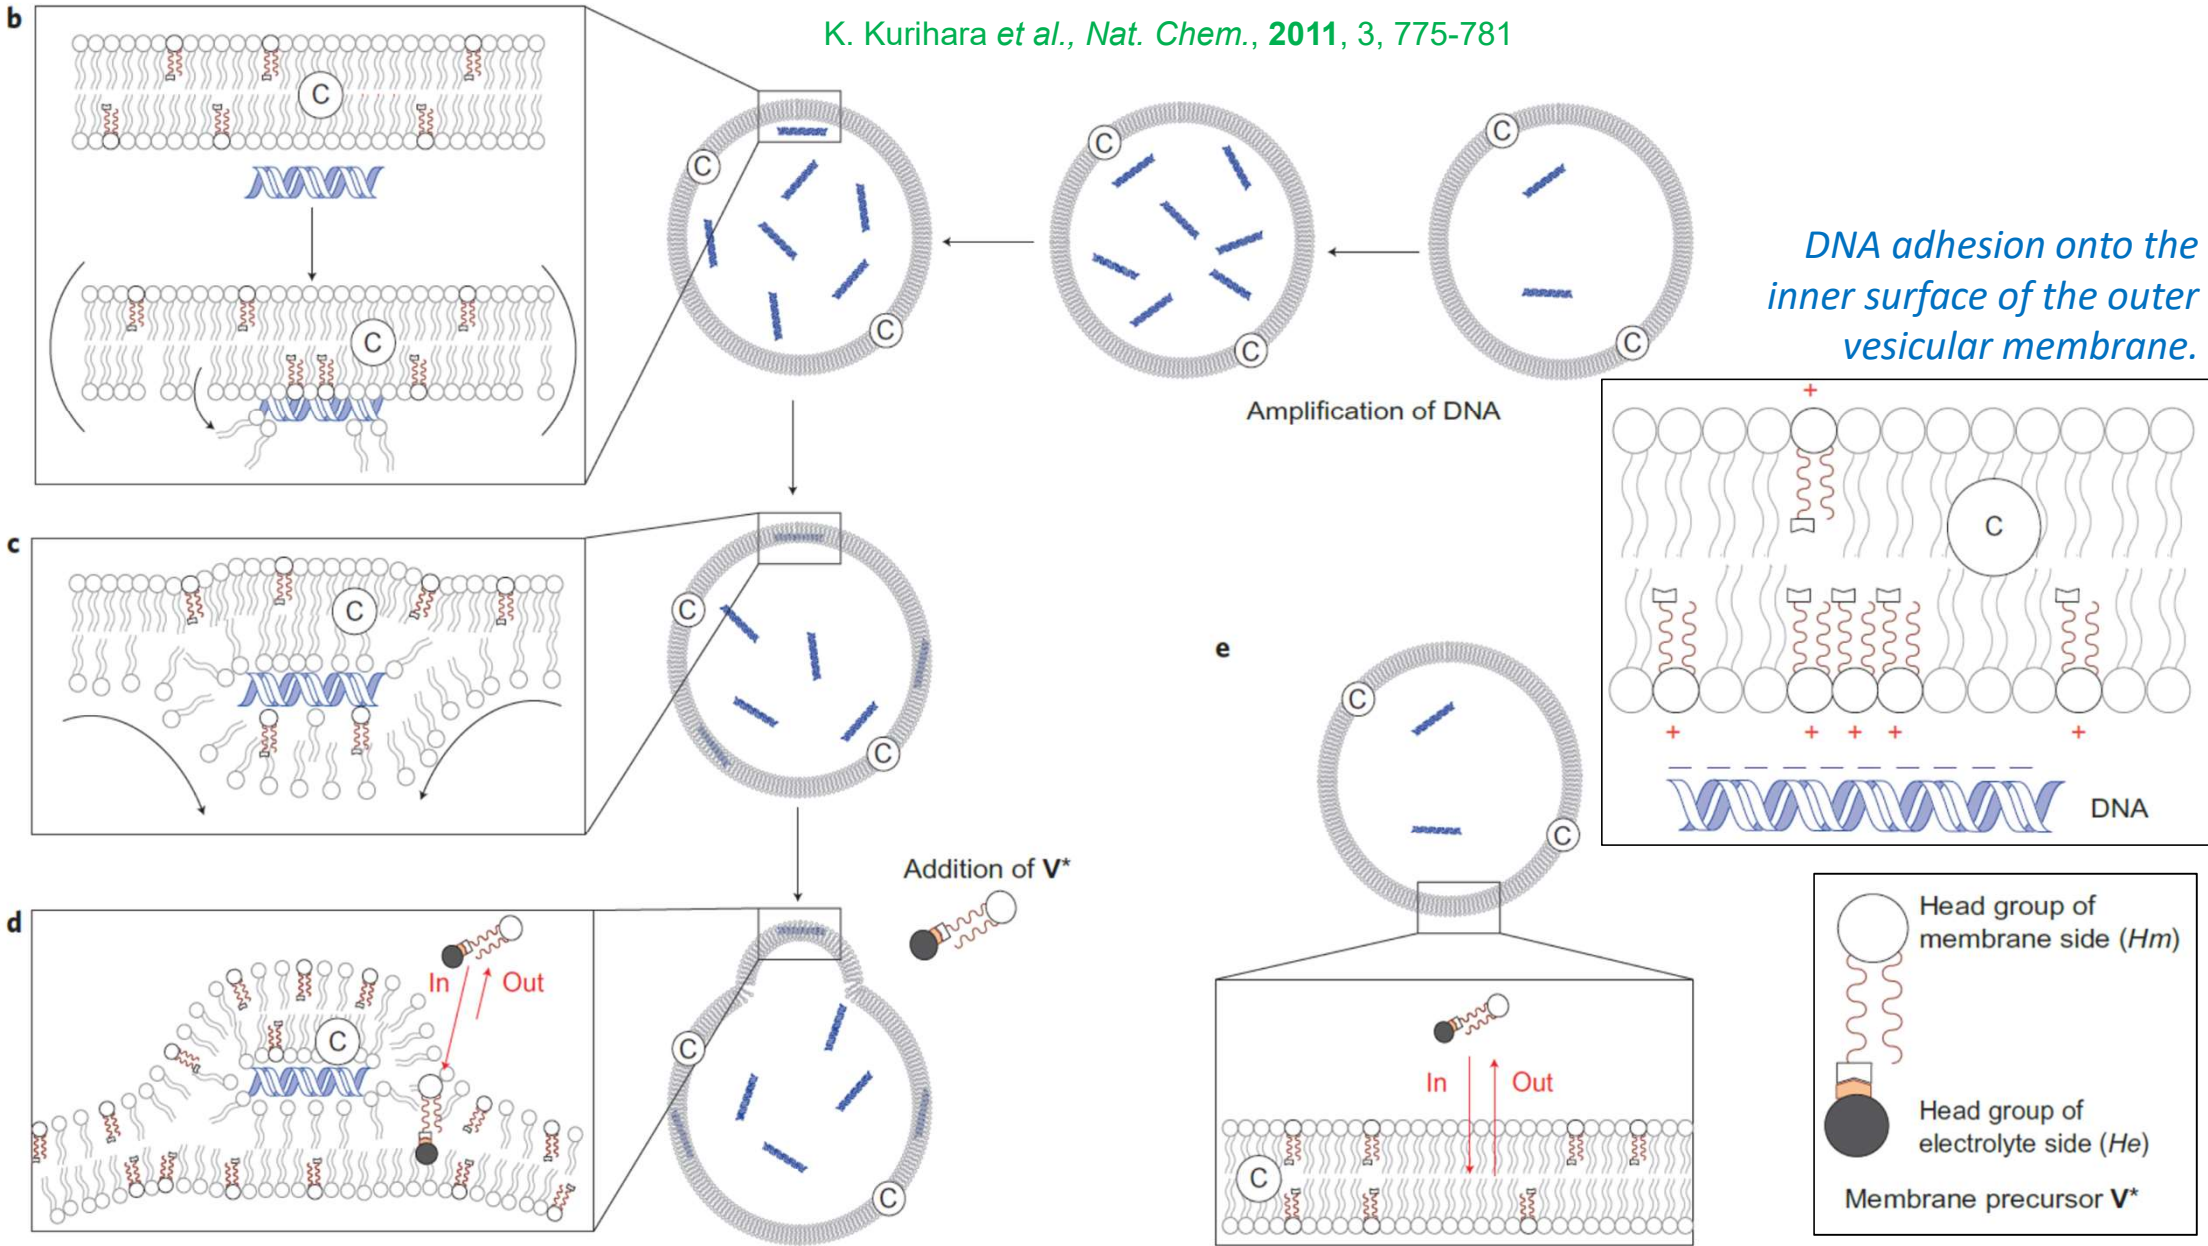 K. Kurihara et al., Nat. Chem., 2011, 3, 775-781
b
C
C
C
C
C
C
C
C
Amplification of DNA
DNA adhesion onto the
inner surface of the outer
vesicular membrane.
+
C
+ + + + +
— — — — — — — — —
DNA
c
C
C
C
d
Addition of V*
In Out
C
C
C
e
C
C
In Out
C
Head group of
membrane side (Hm)
Head group of
electrolyte side (He)
Membrane precursor V*